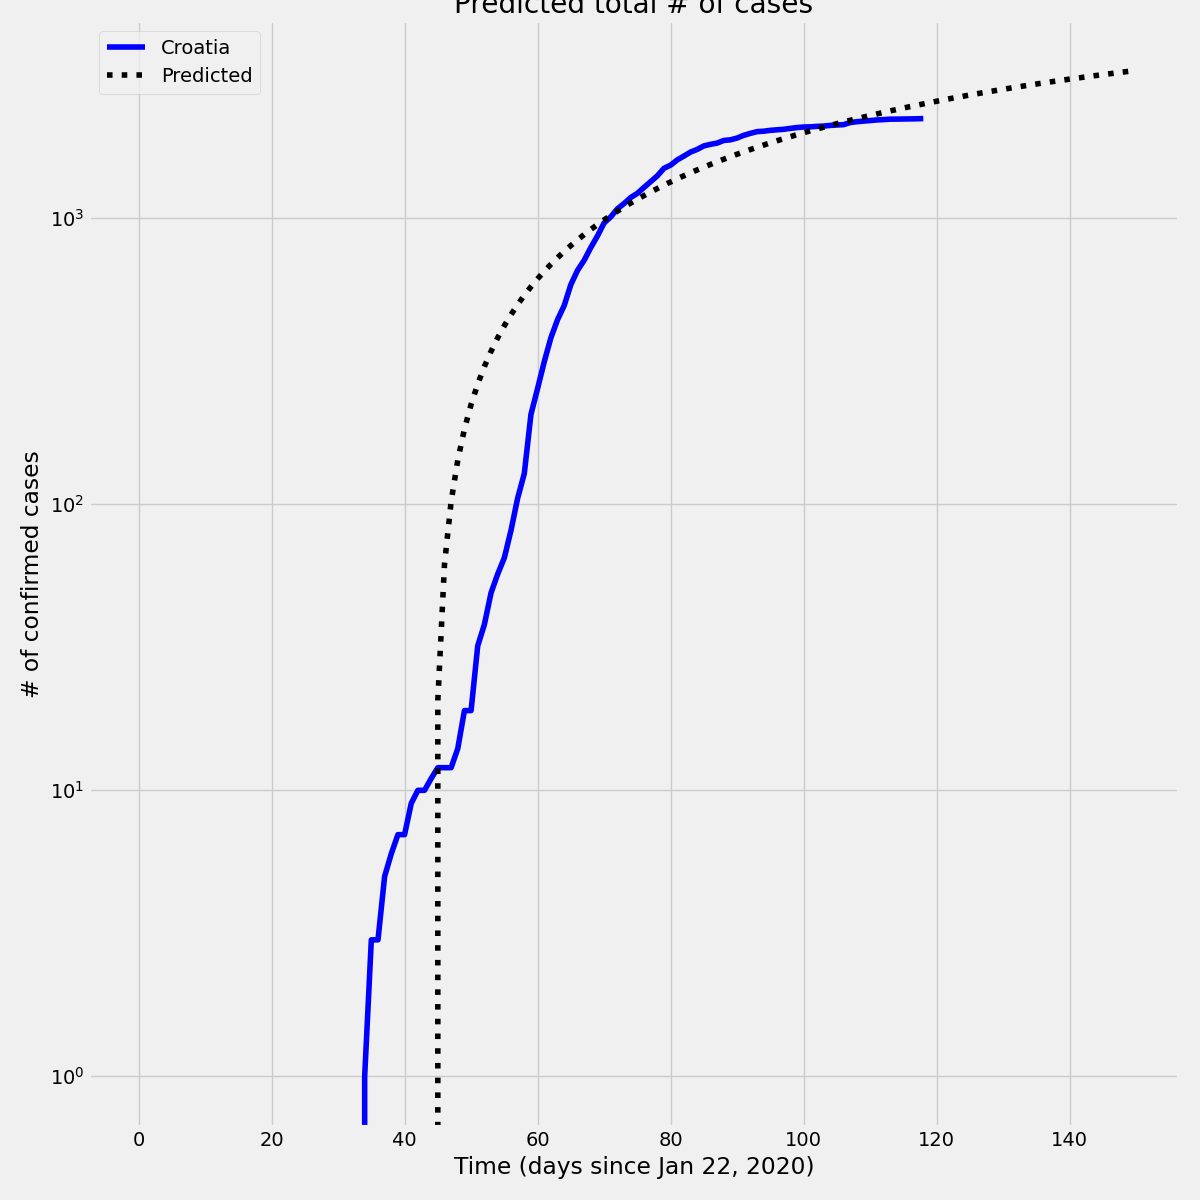 Predicted total # of cases
Croatia
Predicted
# of confirmed cases
10³
10²
10¹
10⁰
0 20 40 60 80 100 120 140
Time (days since Jan 22, 2020)